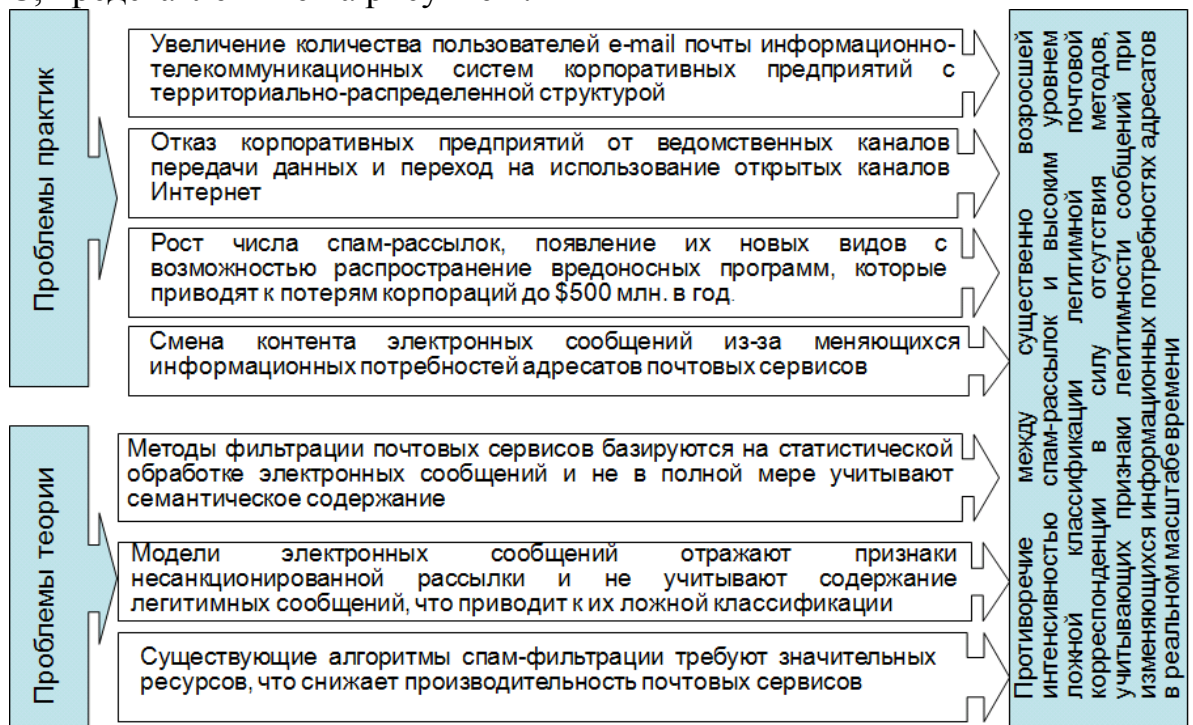 Проблемы практик
Увеличение количества пользователей e-mail почты информационно-
телекоммуникационных систем корпоративных предприятий с
территориально-распределенной структурой
Отказ корпоративных предприятий от ведомственных каналов
передачи данных и переход на использование открытых каналов
Интернет
Рост числа спам-рассылок, появление их новых видов с
возможностью распространение вредоносных программ, которые
приводят к потерям корпораций до $500 млн. в год.
Смена контента электронных сообщений из-за меняющихся
информационных потребностей адресатов почтовых сервисов
Проблемы теории
Методы фильтрации почтовых сервисов базируются на статистической
обработке электронных сообщений и не в полной мере учитывают
семантическое содержание
Модели электронных сообщений отражают признаки
несанкционированной рассылки и не учитывают содержание
легитимных сообщений, что приводит к их ложной классификации
Существующие алгоритмы спам-фильтрации требуют значительных
ресурсов, что снижает производительность почтовых сервисов
Противоречие между существенно возросшей
интенсивностью спам-рассылок и высоким уровнем
ложной классификации легитимной почтовой
корреспонденции в силу отсутствия методов,
учитывающих признаки легитимности сообщений при
изменяющихся информационных потребностях адресатов
в реальном масштабе времени